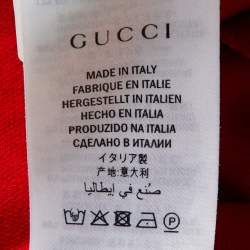 GUCCI
MADE IN ITALY
FABRIQUE EN ITALIE
HERGESTELLT IN ITALIEN
HECHO EN ITALIA
PRODUZIDO NA ITALIA
СДЕЛАНО В ИТАЛИИ
イタリア製
产地:意大利
صُنع في إيطاليا